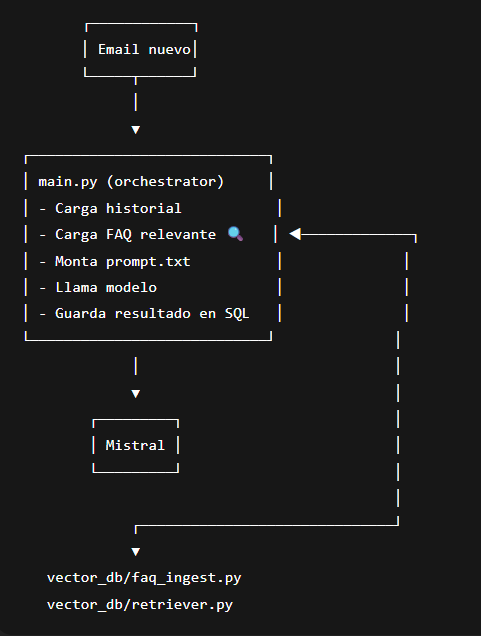 Email nuevo
main.py (orchestrator)
- Carga historial
- Carga FAQ relevante 🔍
- Monta prompt.txt
- Llama modelo
- Guarda resultado en SQL
Mistral
vector_db/faq_ingest.py
vector_db/retriever.py